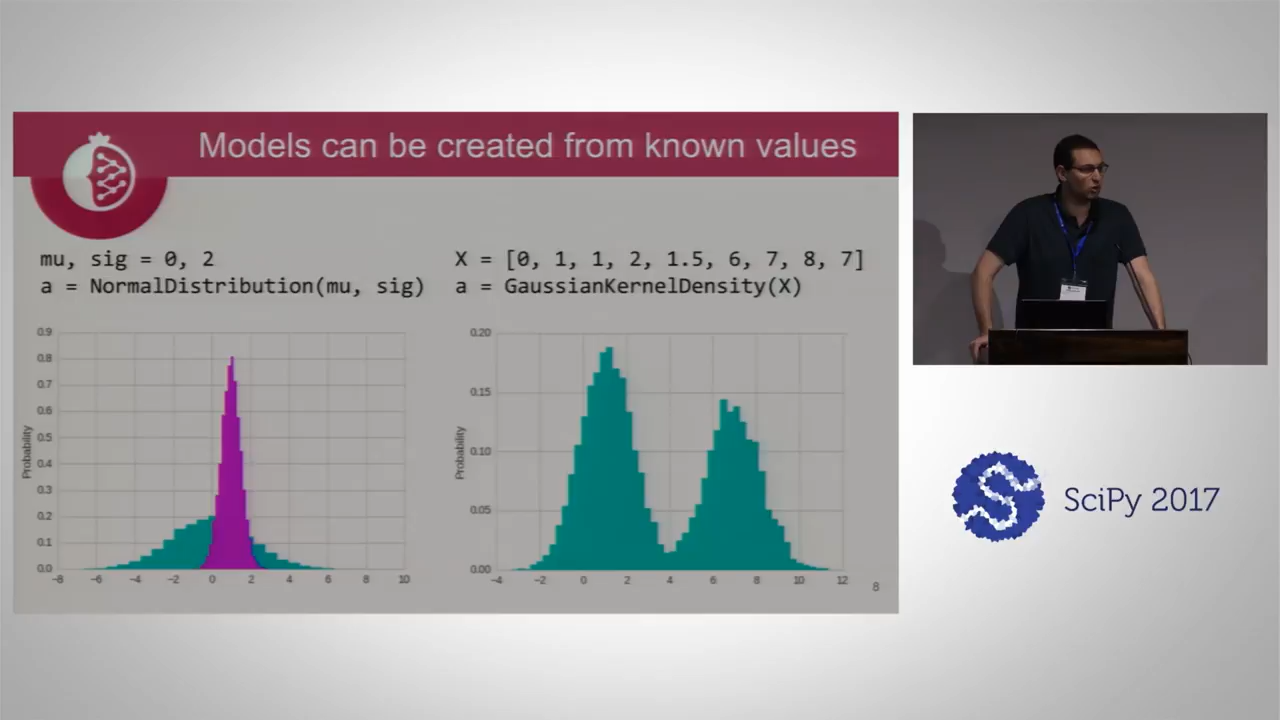 Models can be created from known values
mu, sig = 0, 2
a = NormalDistribution(mu, sig)
X = [0, 1, 1, 2, 1.5, 6, 7, 8, 7]
a = GaussianKernelDensity(X)
0.9
0.8
0.7
0.6
0.5
0.4
0.3
0.2
0.1
0.0
Probability
−8 −6 −4 −2 0 2 4 6 8 10
0.20
0.15
0.10
0.05
0.00
Probability
−4 −2 0 2 4 6 8 10 12
8
SciPy 2017